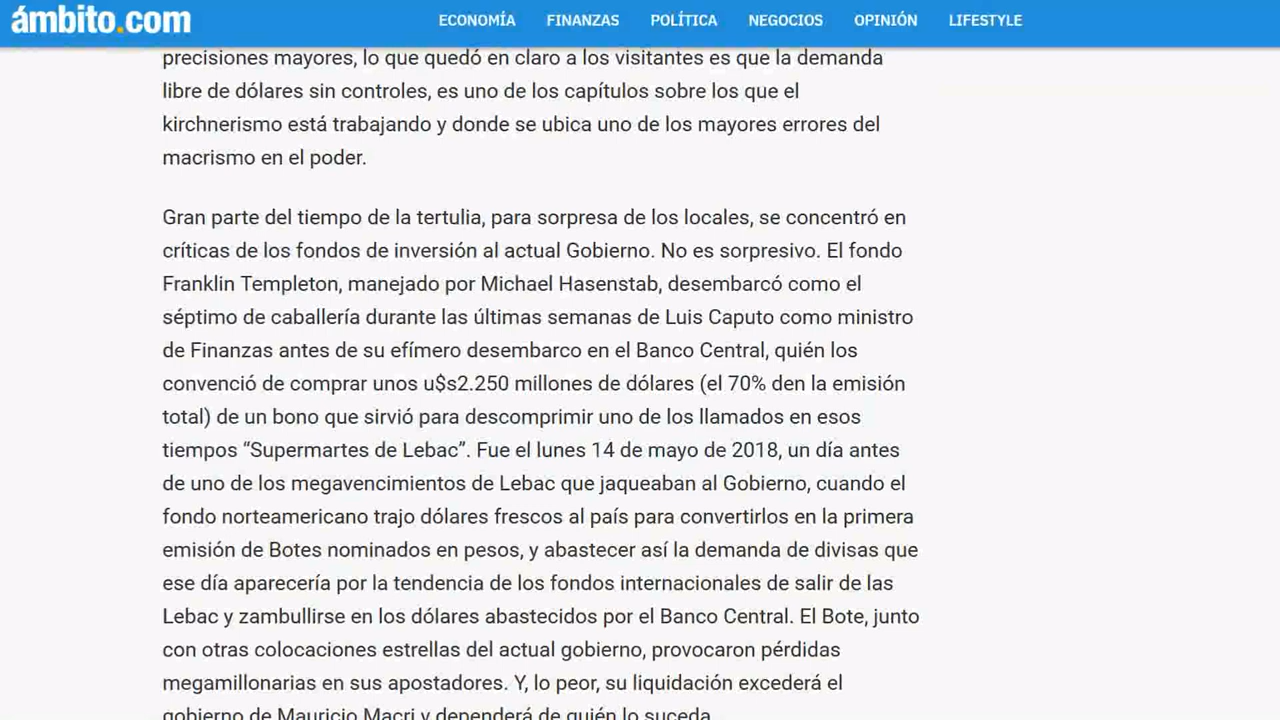 ámbito.com
ECONOMÍA FINANZAS POLÍTICA NEGOCIOS OPINIÓN LIFESTYLE
precisiones mayores, lo que quedó en claro a los visitantes es que la demanda
libre de dólares sin controles, es uno de los capítulos sobre los que el
kirchnerismo está trabajando y donde se ubica uno de los mayores errores del
macrismo en el poder.
Gran parte del tiempo de la tertulia, para sorpresa de los locales, se concentró en
críticas de los fondos de inversión al actual Gobierno. No es sorpresivo. El fondo
Franklin Templeton, manejado por Michael Hasenstab, desembarcó como el
séptimo de caballería durante las últimas semanas de Luis Caputo como ministro
de Finanzas antes de su efímero desembarco en el Banco Central, quién los
convenció de comprar unos u$s2.250 millones de dólares (el 70% den la emisión
total) de un bono que sirvió para descomprimir uno de los llamados en esos
tiempos “Supermartes de Lebac”. Fue el lunes 14 de mayo de 2018, un día antes
de uno de los megavencimientos de Lebac que jaqueaban al Gobierno, cuando el
fondo norteamericano trajo dólares frescos al país para convertirlos en la primera
emisión de Botes nominados en pesos, y abastecer así la demanda de divisas que
ese día aparecería por la tendencia de los fondos internacionales de salir de las
Lebac y zambullirse en los dólares abastecidos por el Banco Central. El Bote, junto
con otras colocaciones estrellas del actual gobierno, provocaron pérdidas
megamillonarias en sus apostadores. Y, lo peor, su liquidación excederá el
gobierno de Mauricio Macri y dependerá de quién lo suceda.